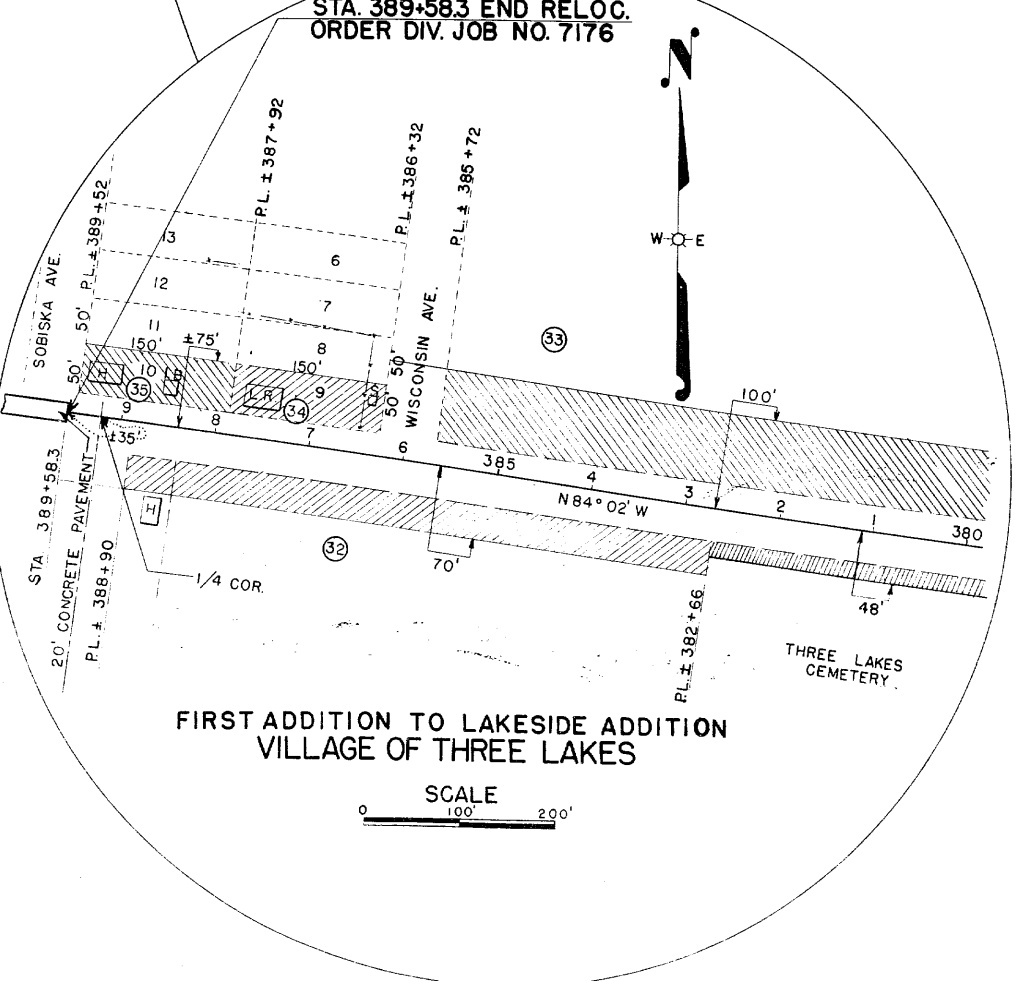 STA. 389+58.3 END RELOC.
ORDER DIV. JOB NO. 7176
N
W E
P.L. ± 387+92
P.L. ± 386+32
P.L. ± 385+72
P.L. ± 389+52
SOBISKA AVE.
WISCONSIN AVE.
13
6
12
7
11
8
50'
50'
150'
±75'
150'
50'
50'
H
10
35
L R
9
34
33
100'
9
8
7
6
385
4
3
2
1
380
±35'
N 84° 02' W
H
32
70'
48'
1/4 COR.
STA. 389+58.3
20' CONCRETE PAVEMENT
P.L. ± 388+90
P.L. ± 382+66
THREE LAKES
CEMETERY
FIRST ADDITION TO LAKESIDE ADDITION
VILLAGE OF THREE LAKES
SCALE
0 100' 200'